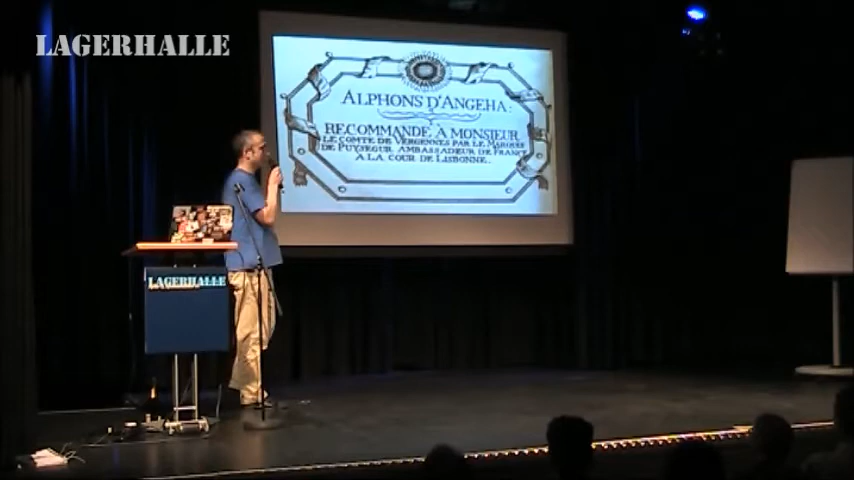 LAGERHALLE
ALPHONS D'ANGEHA:
RECOMMANDE À MONSIEUR
LE COMTE DE VERGENNES PAR LE MARQUIS
DE PUYSEGUR AMBASSADEUR DE FRANCE
A LA COUR DE LISBONNE.
LAGERHALLE